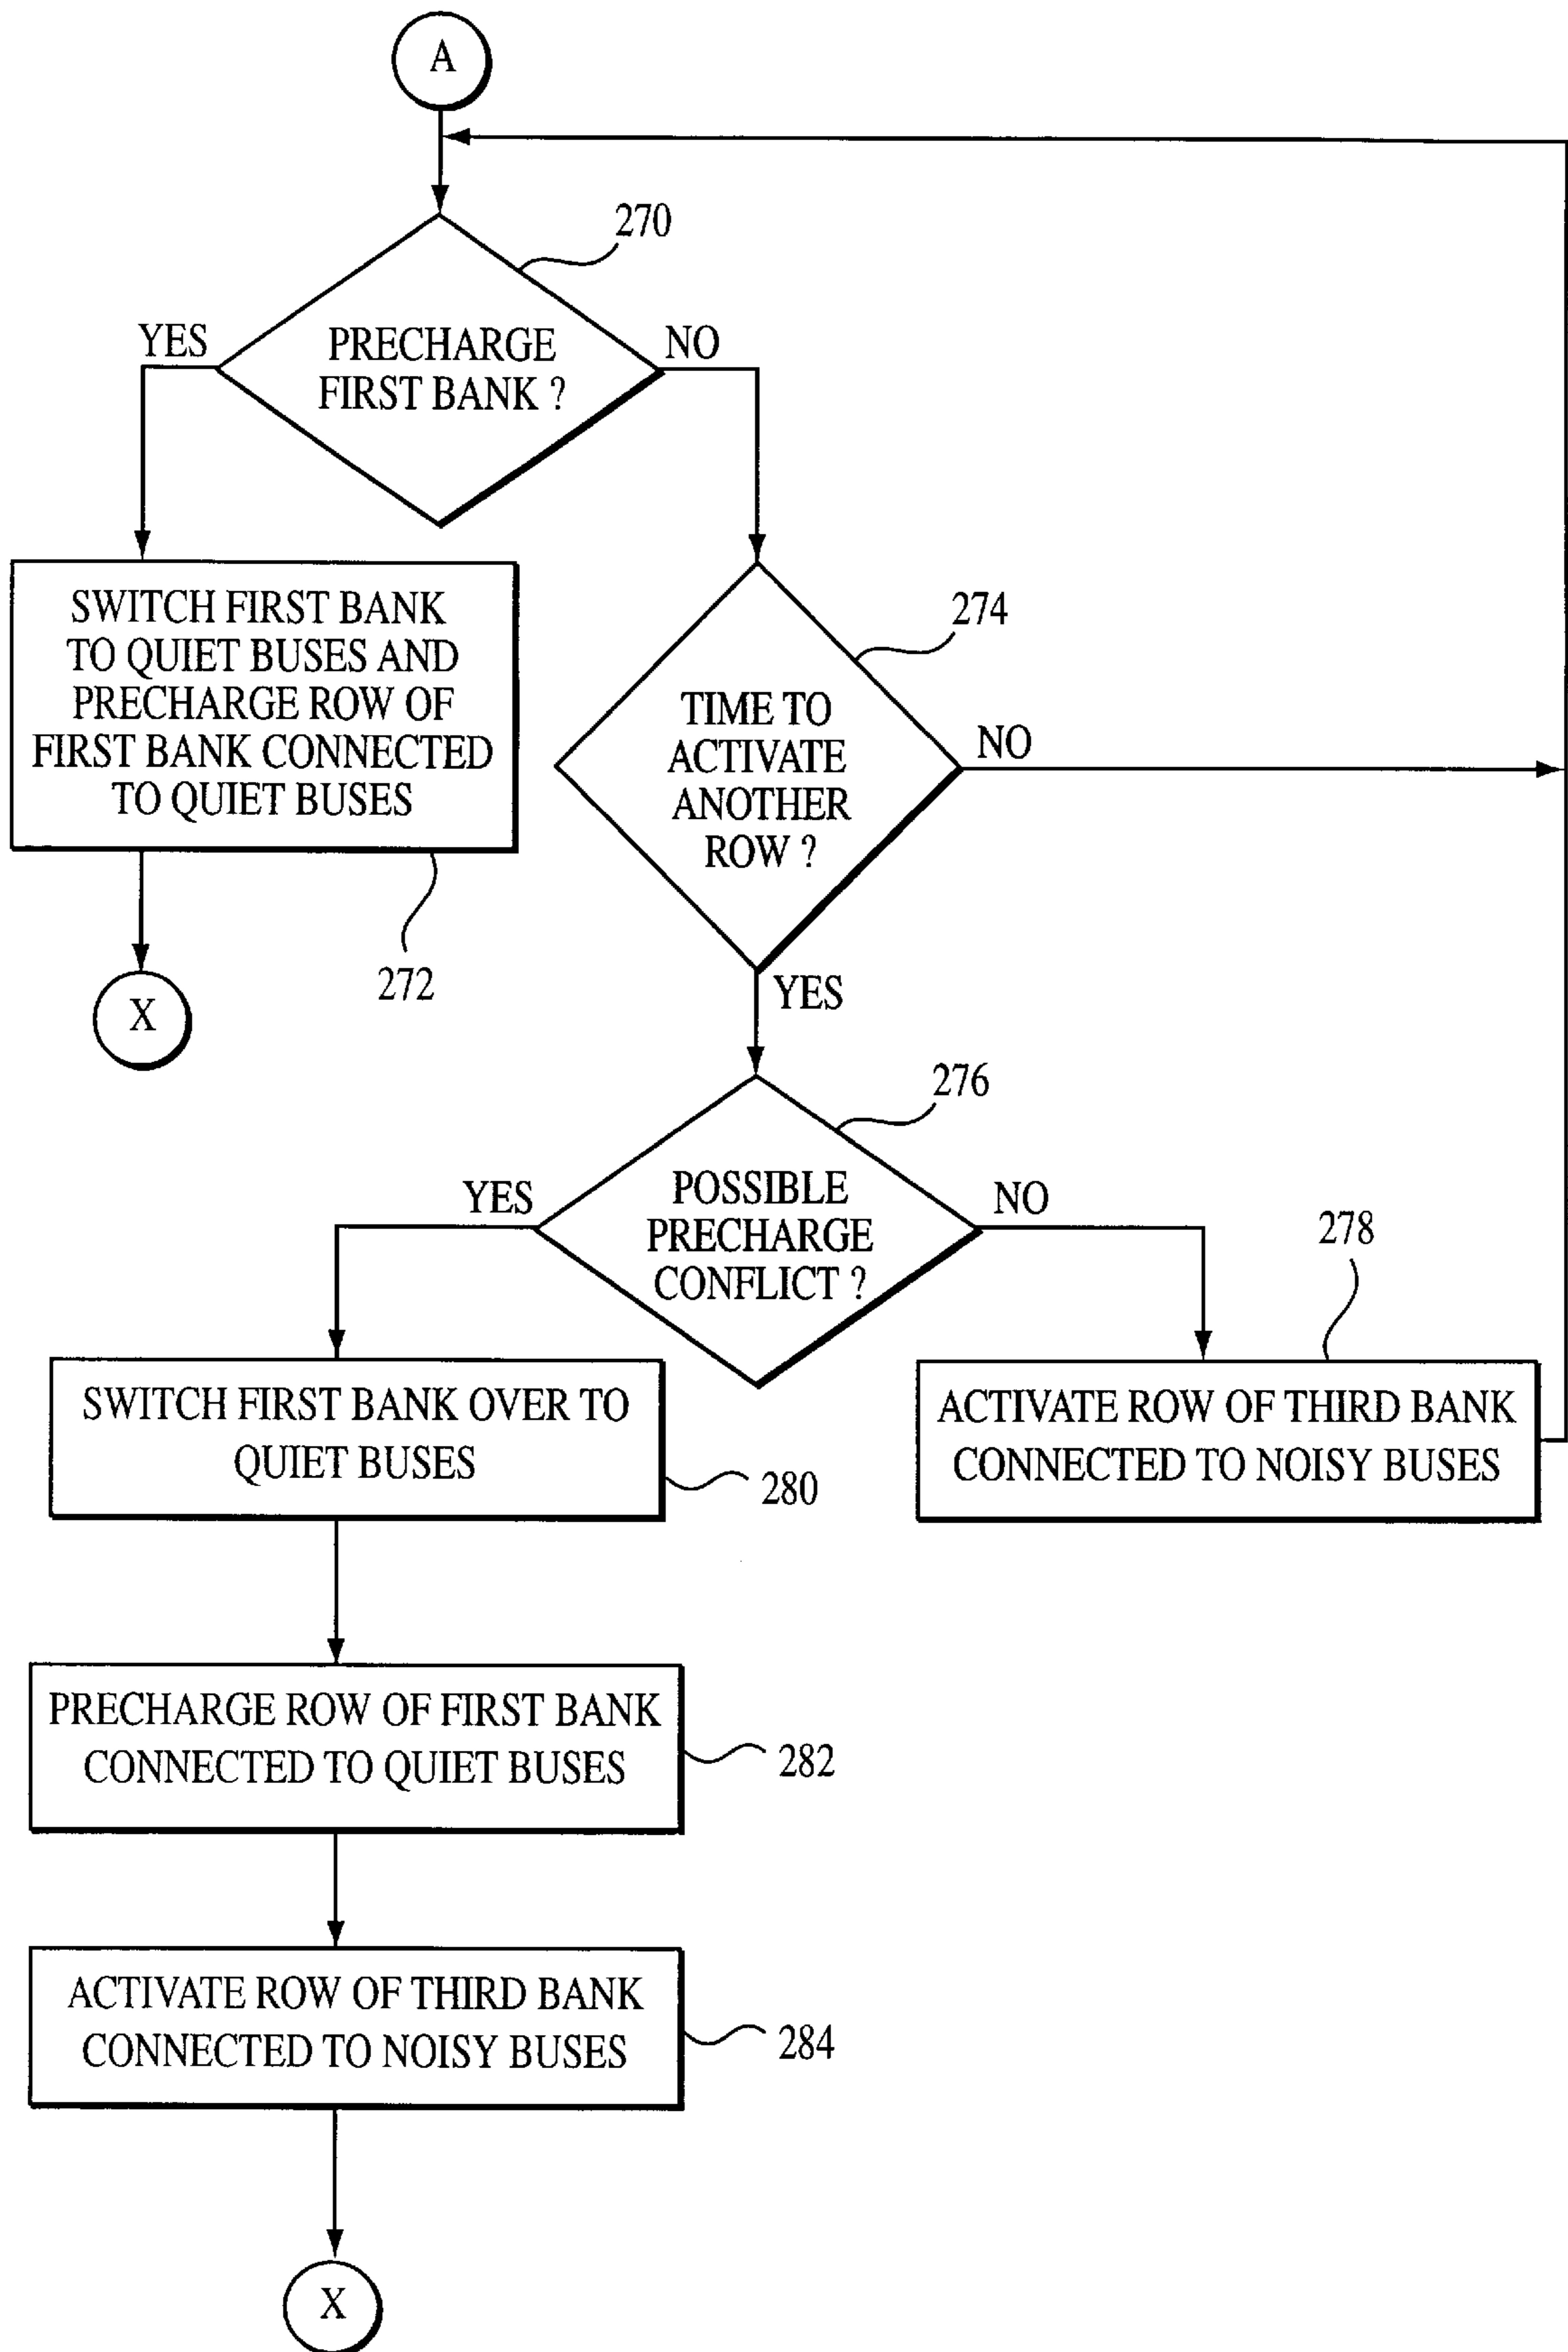 A
270
YES
NO
PRECHARGE
FIRST BANK ?
SWITCH FIRST BANK
TO QUIET BUSES AND
PRECHARGE ROW OF
FIRST BANK CONNECTED
TO QUIET BUSES
272
X
274
TIME TO
ACTIVATE
ANOTHER
ROW ?
NO
YES
276
YES
NO
POSSIBLE
PRECHARGE
CONFLICT ?
278
ACTIVATE ROW OF THIRD BANK
CONNECTED TO NOISY BUSES
SWITCH FIRST BANK OVER TO
QUIET BUSES
280
PRECHARGE ROW OF FIRST BANK
CONNECTED TO QUIET BUSES
282
ACTIVATE ROW OF THIRD BANK
CONNECTED TO NOISY BUSES
284
X